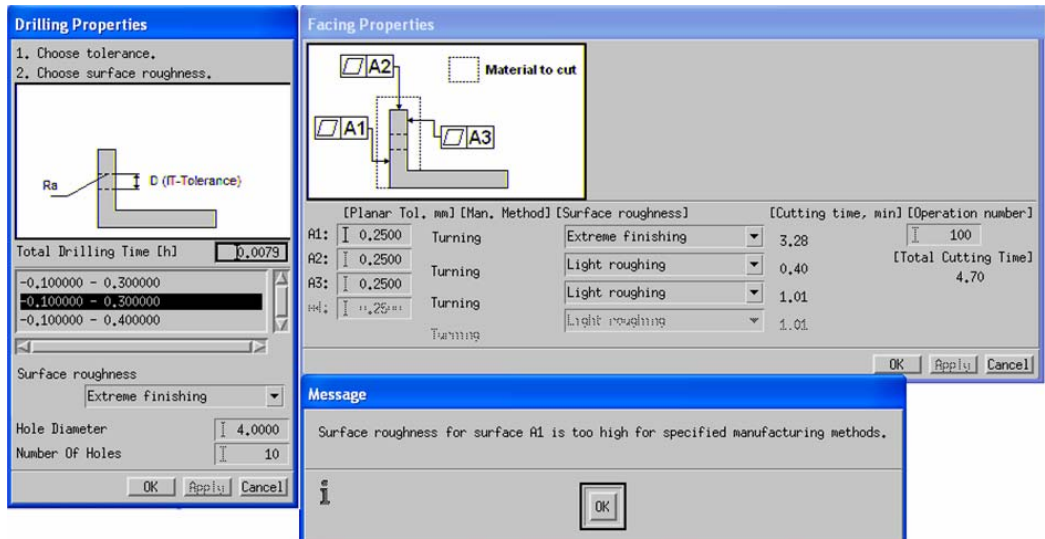 Drilling Properties
1. Choose tolerance.
2. Choose surface roughness.
Ra
D (IT-Tolerance)
Total Drilling Time [h] 0.0079
-0.100000 - 0.300000
-0.100000 - 0.300000
-0.100000 - 0.400000
Surface roughness
Extreme finishing
Hole Diameter 4.0000
Number Of Holes 10
OK Apply Cancel
Facing Properties
A2
Material to cut
A1
A3
[Planar Tol. mm] [Man. Method] [Surface roughness] [Cutting time, min] [Operation number]
A1: 0.2500 Turning Extreme finishing 3.28 100
A2: 0.2500 Turning Light roughing 0.40 [Total Cutting Time]
4.70
A3: 0.2500 Turning Light roughing 1.01
Turning Light roughing 1.01
OK Apply Cancel
Message
Surface roughness for surface A1 is too high for specified manufacturing methods.
OK